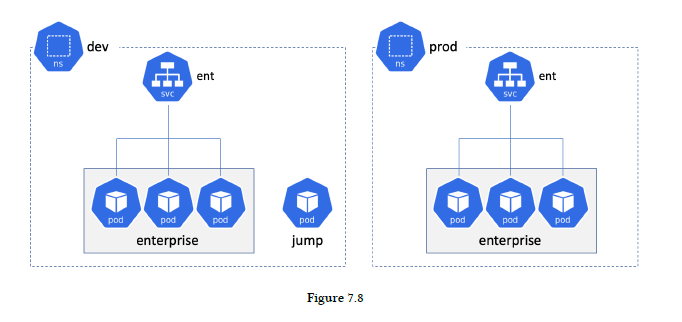 dev
ns
ent
svc
pod
pod
pod
enterprise
pod
jump
prod
ns
ent
svc
pod
pod
pod
enterprise
Figure 7.8